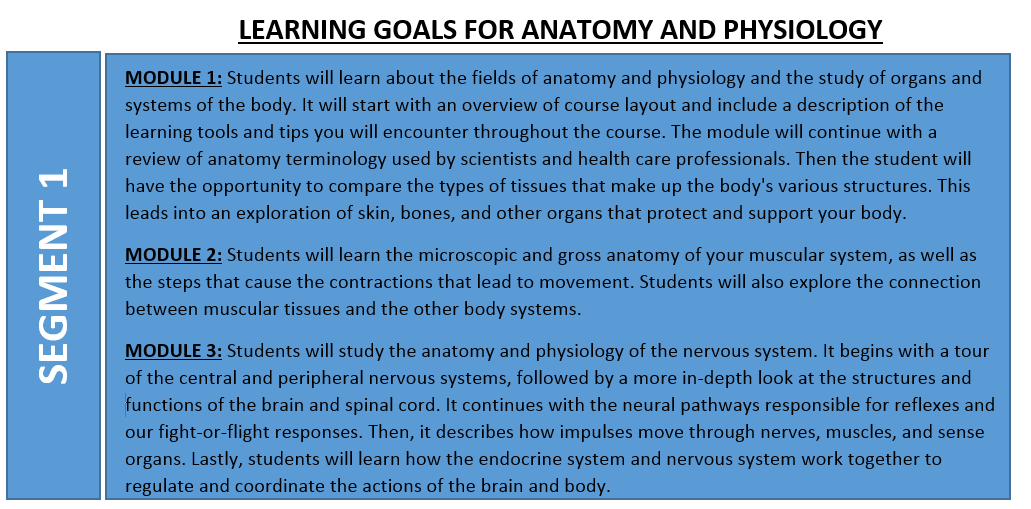 LEARNING GOALS FOR ANATOMY AND PHYSIOLOGY
SEGMENT 1
MODULE 1: Students will learn about the fields of anatomy and physiology and the study of organs and
systems of the body. It will start with an overview of course layout and include a description of the
learning tools and tips you will encounter throughout the course. The module will continue with a
review of anatomy terminology used by scientists and health care professionals. Then the student will
have the opportunity to compare the types of tissues that make up the body's various structures. This
leads into an exploration of skin, bones, and other organs that protect and support your body.
MODULE 2: Students will learn the microscopic and gross anatomy of your muscular system, as well as
the steps that cause the contractions that lead to movement. Students will also explore the connection
between muscular tissues and the other body systems.
MODULE 3: Students will study the anatomy and physiology of the nervous system. It begins with a tour
of the central and peripheral nervous systems, followed by a more in-depth look at the structures and
functions of the brain and spinal cord. It continues with the neural pathways responsible for reflexes and
our fight-or-flight responses. Then, it describes how impulses move through nerves, muscles, and sense
organs. Lastly, students will learn how the endocrine system and nervous system work together to
regulate and coordinate the actions of the brain and body.